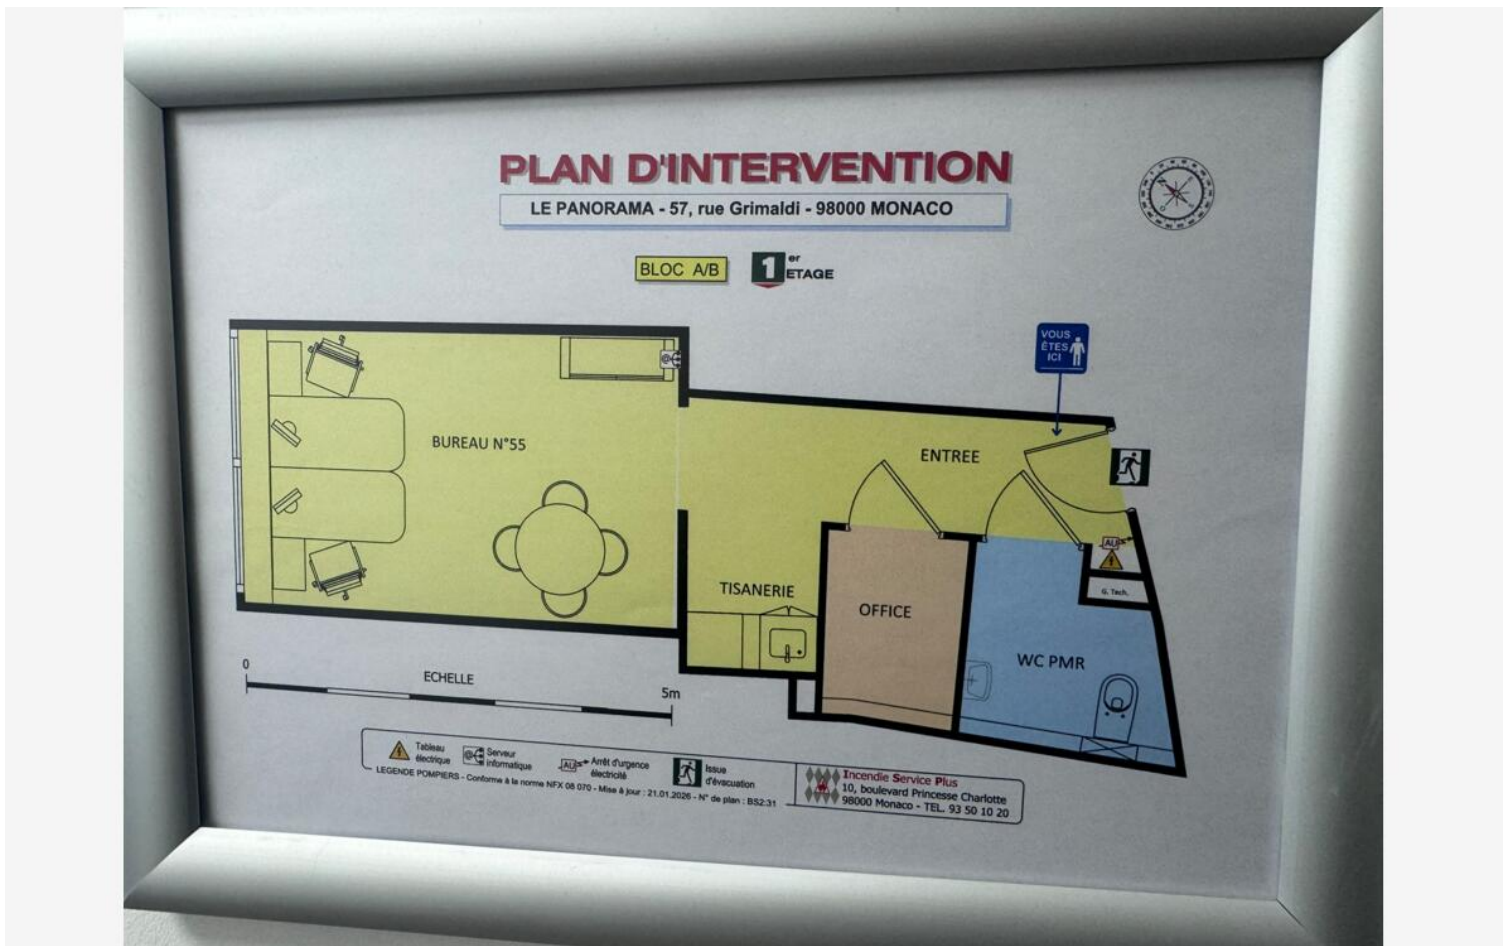 PLAN D'INTERVENTION
LE PANORAMA - 57, rue Grimaldi - 98000 MONACO
BLOC A/B
1er ETAGE
VOUS
ÊTES
ICI
BUREAU N°55
ENTREE
AU
TISANERIE
OFFICE
G. Tech.
WC PMR
0
ECHELLE
5m
Tableau
électrique
Serveur
informatique
AU
Arrêt d'urgence
électricité
Issue
d'évacuation
LEGENDE POMPIERS - Conforme à la norme NFX 08 070 - Mise à jour : 21.01.2026 - N° de plan : BS2:31
Incendie Service Plus
10, boulevard Princesse Charlotte
98000 Monaco - TEL. 93 50 10 20